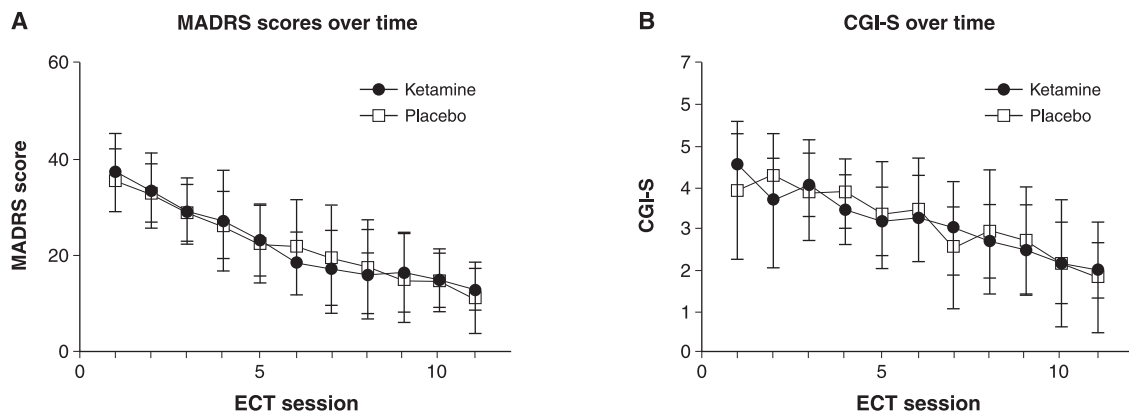 A
MADRS scores over time
60
40
20
0
MADRS score
Ketamine
Placebo
0
5
10
ECT session
B
CGI-S over time
7
5
5
4
3
2
1
0
CGI-S
Ketamine
Placebo
0
5
10
ECT session